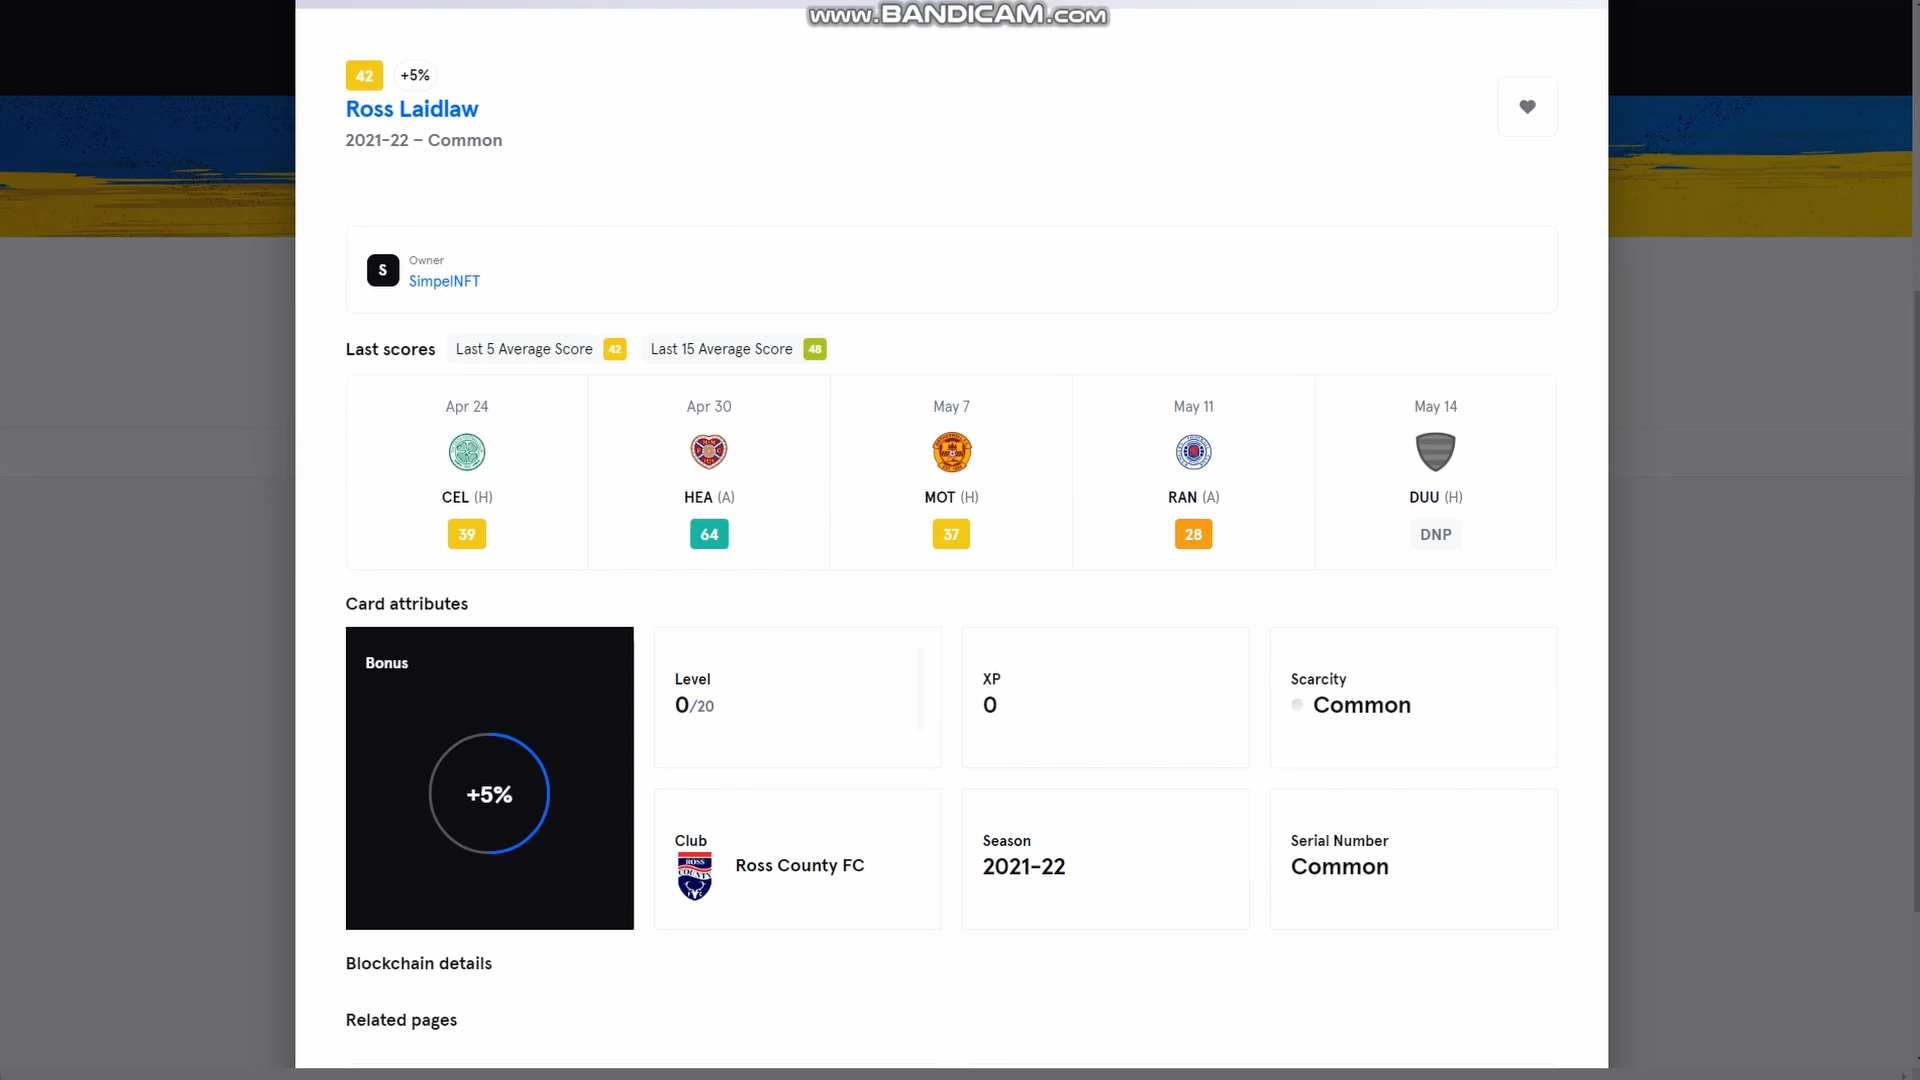 www.BANDICAM.com
42 +5%
Ross Laidlaw
2021-22 – Common
S
Owner
SimpelNFT
Last scores Last 5 Average Score 42 Last 15 Average Score 48
Apr 24 Apr 30 May 7 May 11 May 14
CEL (H) HEA (A) MOT (H) RAN (A) DUU (H)
39 64 37 28 DNP
Card attributes
Bonus
+5%
Level
0/20
XP
0
Scarcity
Common
Club
ROSS
COUNTY
Ross County FC
Season
2021-22
Serial Number
Common
Blockchain details
Related pages